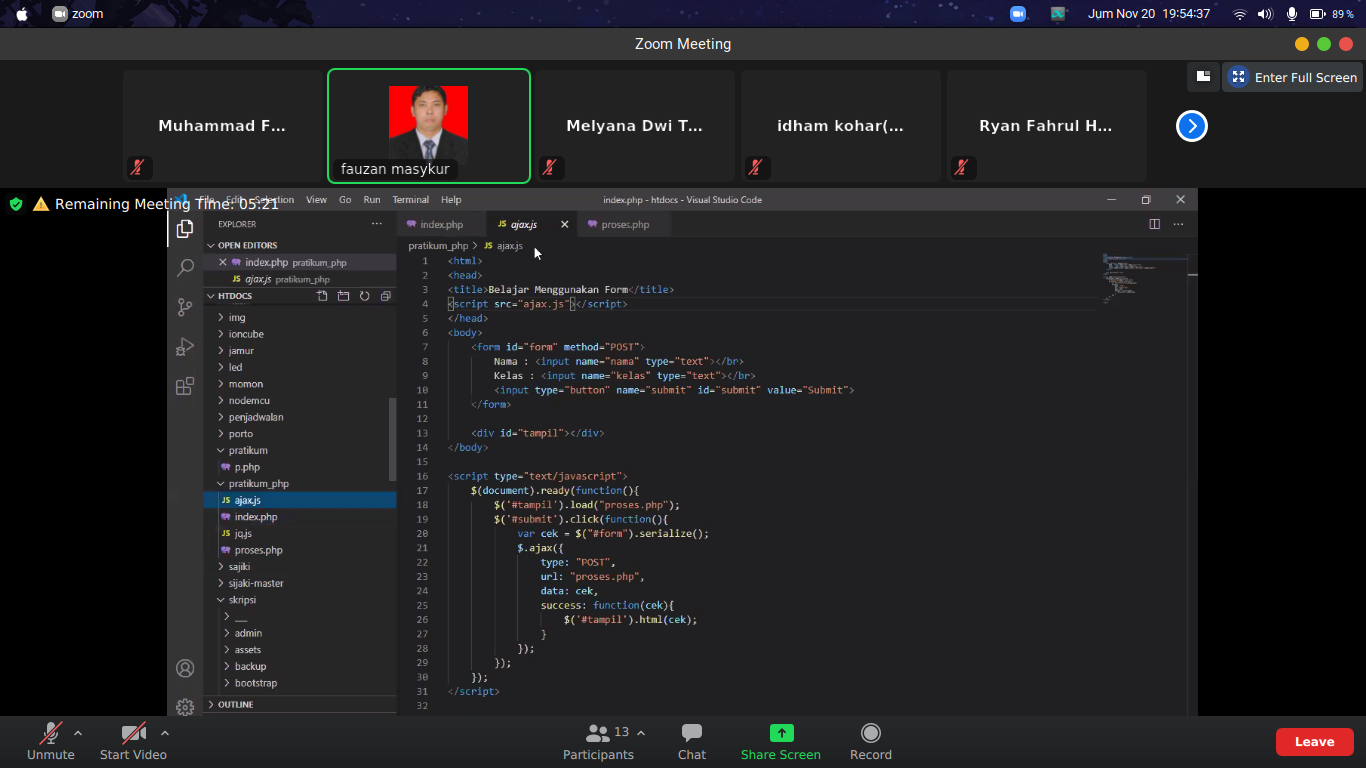 zoom
Jum Nov 20 19:54:37
89 %
Zoom Meeting
Enter Full Screen
Muhammad F...
fauzan masykur
Melyana Dwi T...
idham kohar(...
Ryan Fahrul H...
Remaining Meeting Time: 05:21
File Edit Selection View Go Run Terminal Help
index.php - htdocs - Visual Studio Code
EXPLORER
OPEN EDITORS
index.php pratikum_php
JS ajax.js pratikum_php
HTDOCS
img
ioncube
jamur
led
momon
nodemcu
penjadwalan
porto
pratikum
p.php
pratikum_php
JS ajax.js
index.php
JS jq.js
proses.php
sajiki
sijaki-master
skripsi
__
admin
assets
backup
bootstrap
OUTLINE
index.php
JS ajax.js
proses.php
pratikum_php > JS ajax.js
1 <html>
2 <head>
3 <title>Belajar Menggunakan Form</title>
4 <script src="ajax.js"></script>
5 </head>
6 <body>
7 <form id="form" method="POST">
8 Nama : <input name="nama" type="text"></br>
9 Kelas : <input name="kelas" type="text"></br>
10 <input type="button" name="submit" id="submit" value="Submit">
11 </form>
12
13 <div id="tampil"></div>
14 </body>
15
16 <script type="text/javascript">
17 $(document).ready(function(){
18 $('#tampil').load("proses.php");
19 $('#submit').click(function(){
20 var cek = $("#form").serialize();
21 $.ajax({
22 type: "POST",
23 url: "proses.php",
24 data: cek,
25 success: function(cek){
26 $('#tampil').html(cek);
27 }
28 });
29 });
30 });
31 </script>
32
Unmute
Start Video
13
Participants
Chat
Share Screen
Record
Leave